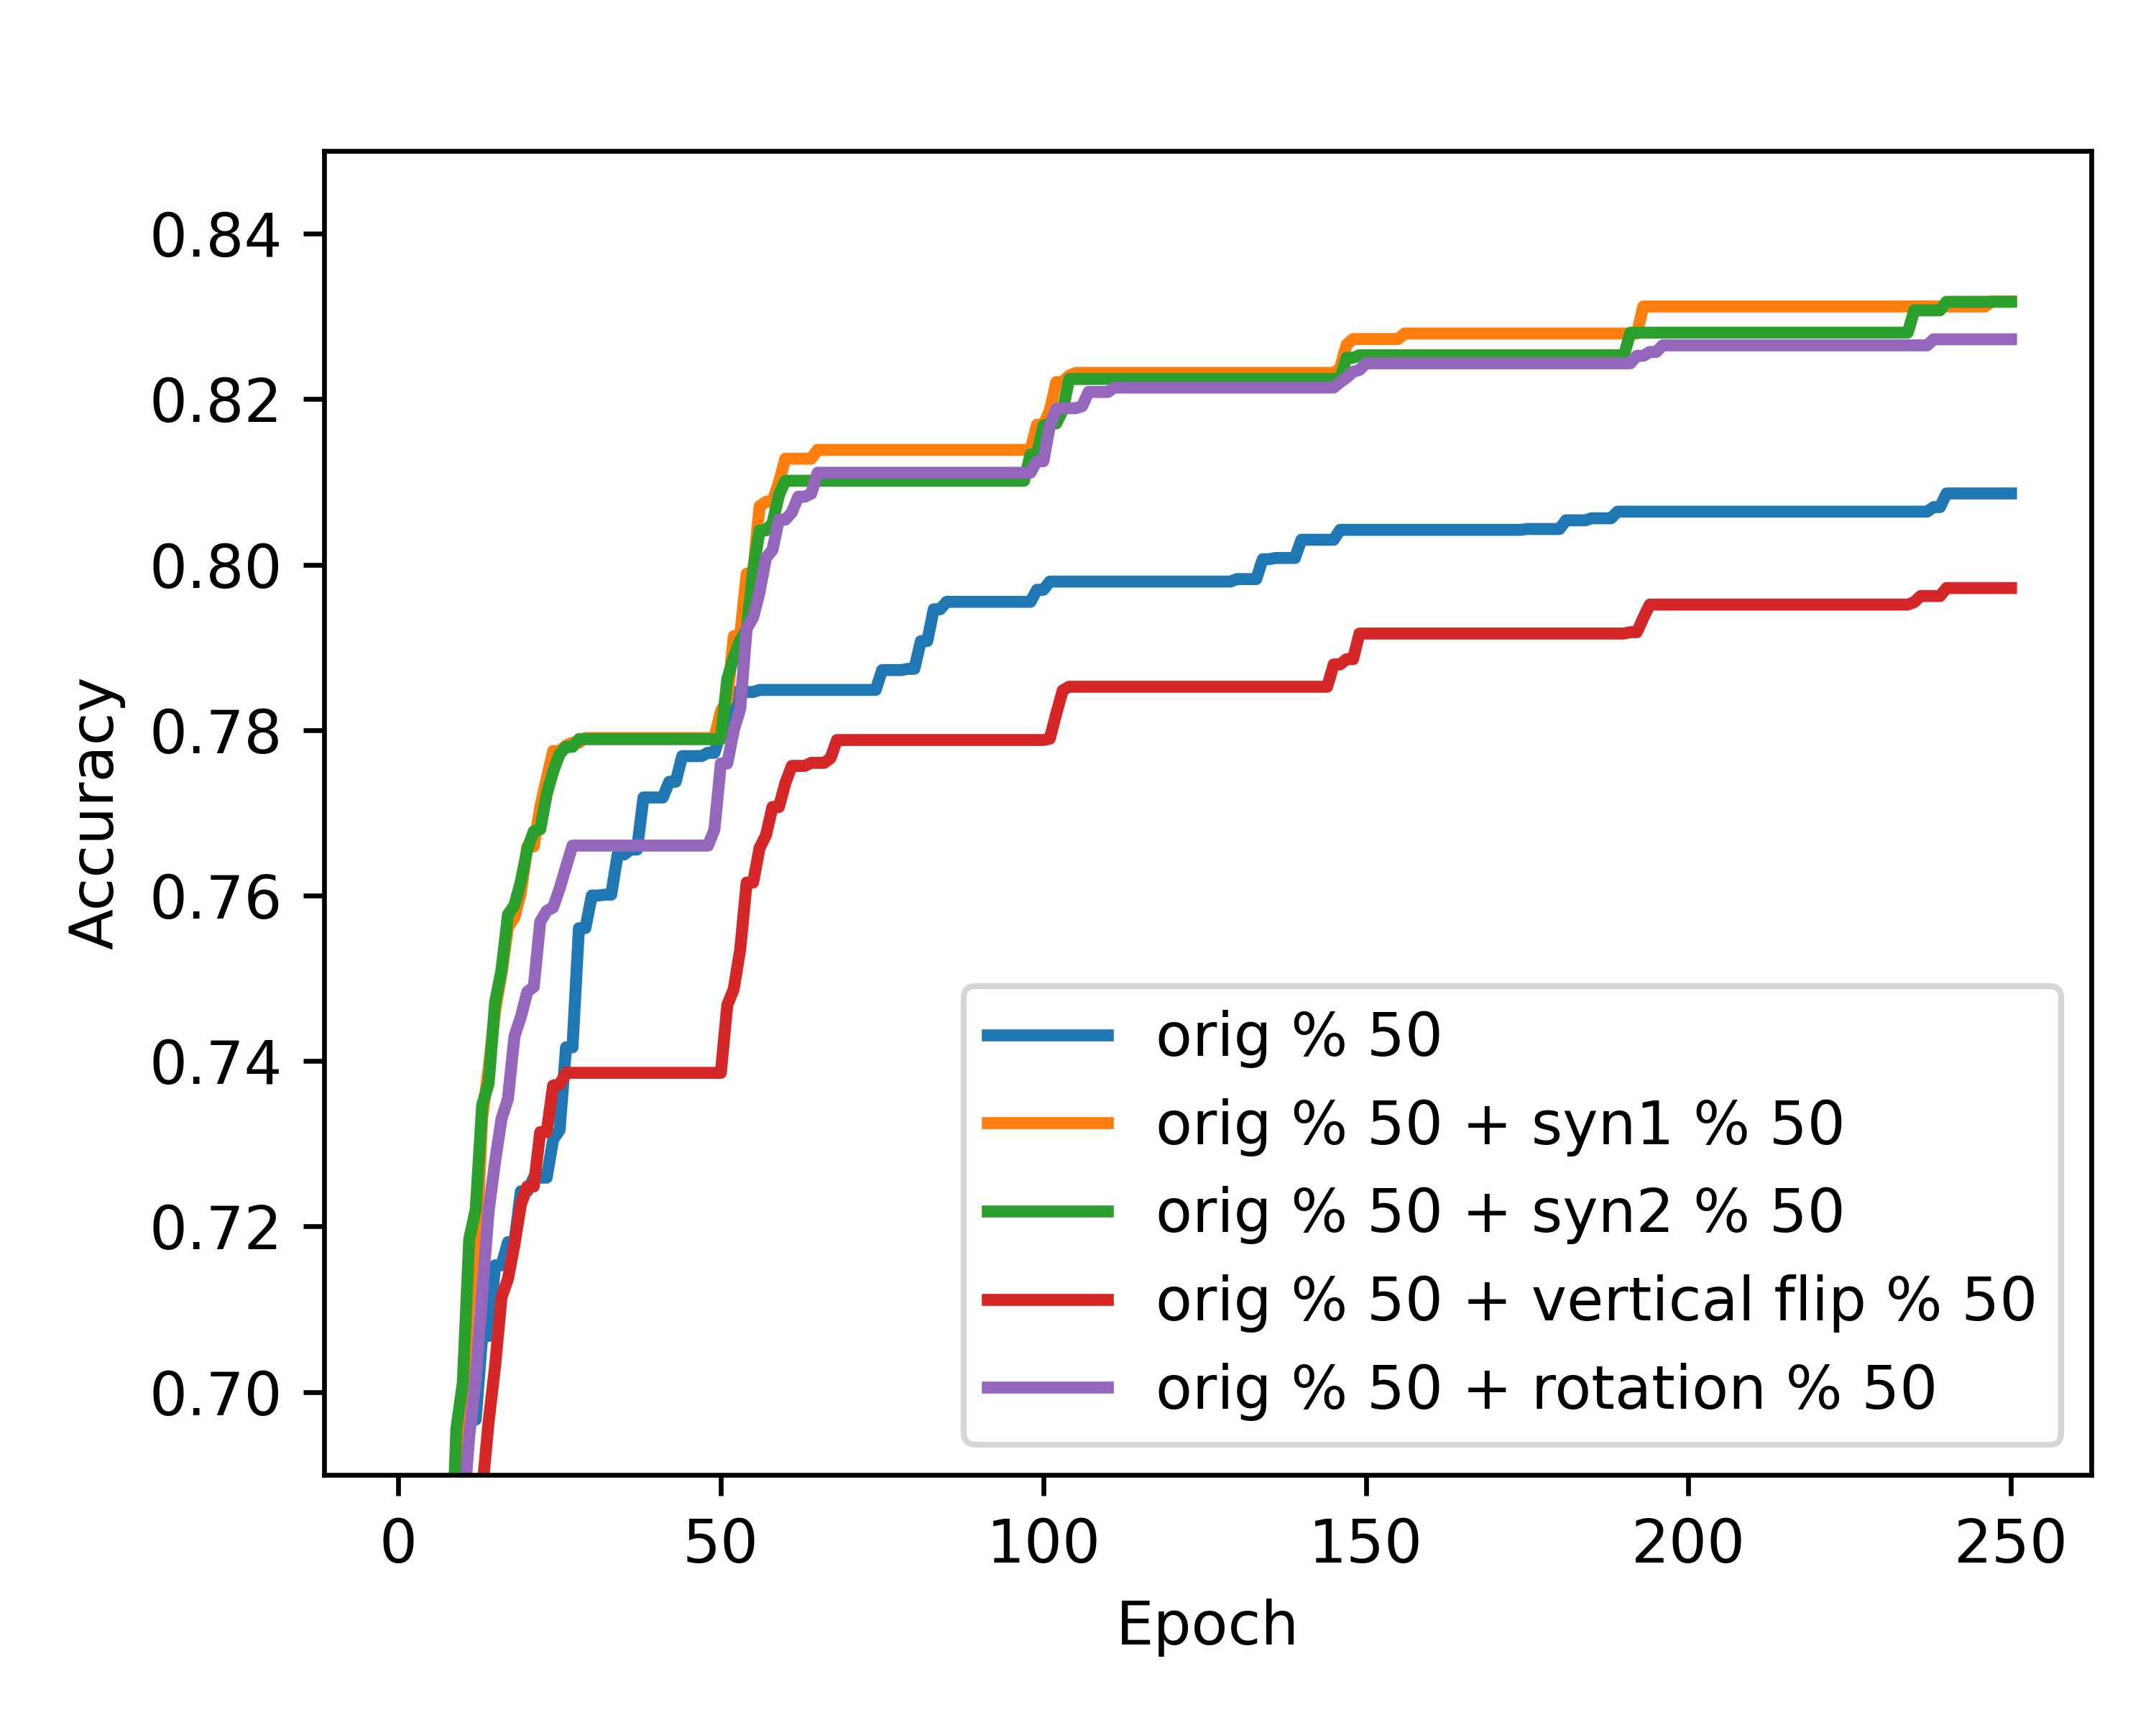 0.84
0.82
0.80
0.78
0.76
0.74
0.72
0.70
Accuracy
orig % 50
orig % 50 + syn1 % 50
orig % 50 + syn2 % 50
orig % 50 + vertical flip % 50
orig % 50 + rotation % 50
0 50 100 150 200 250
Epoch